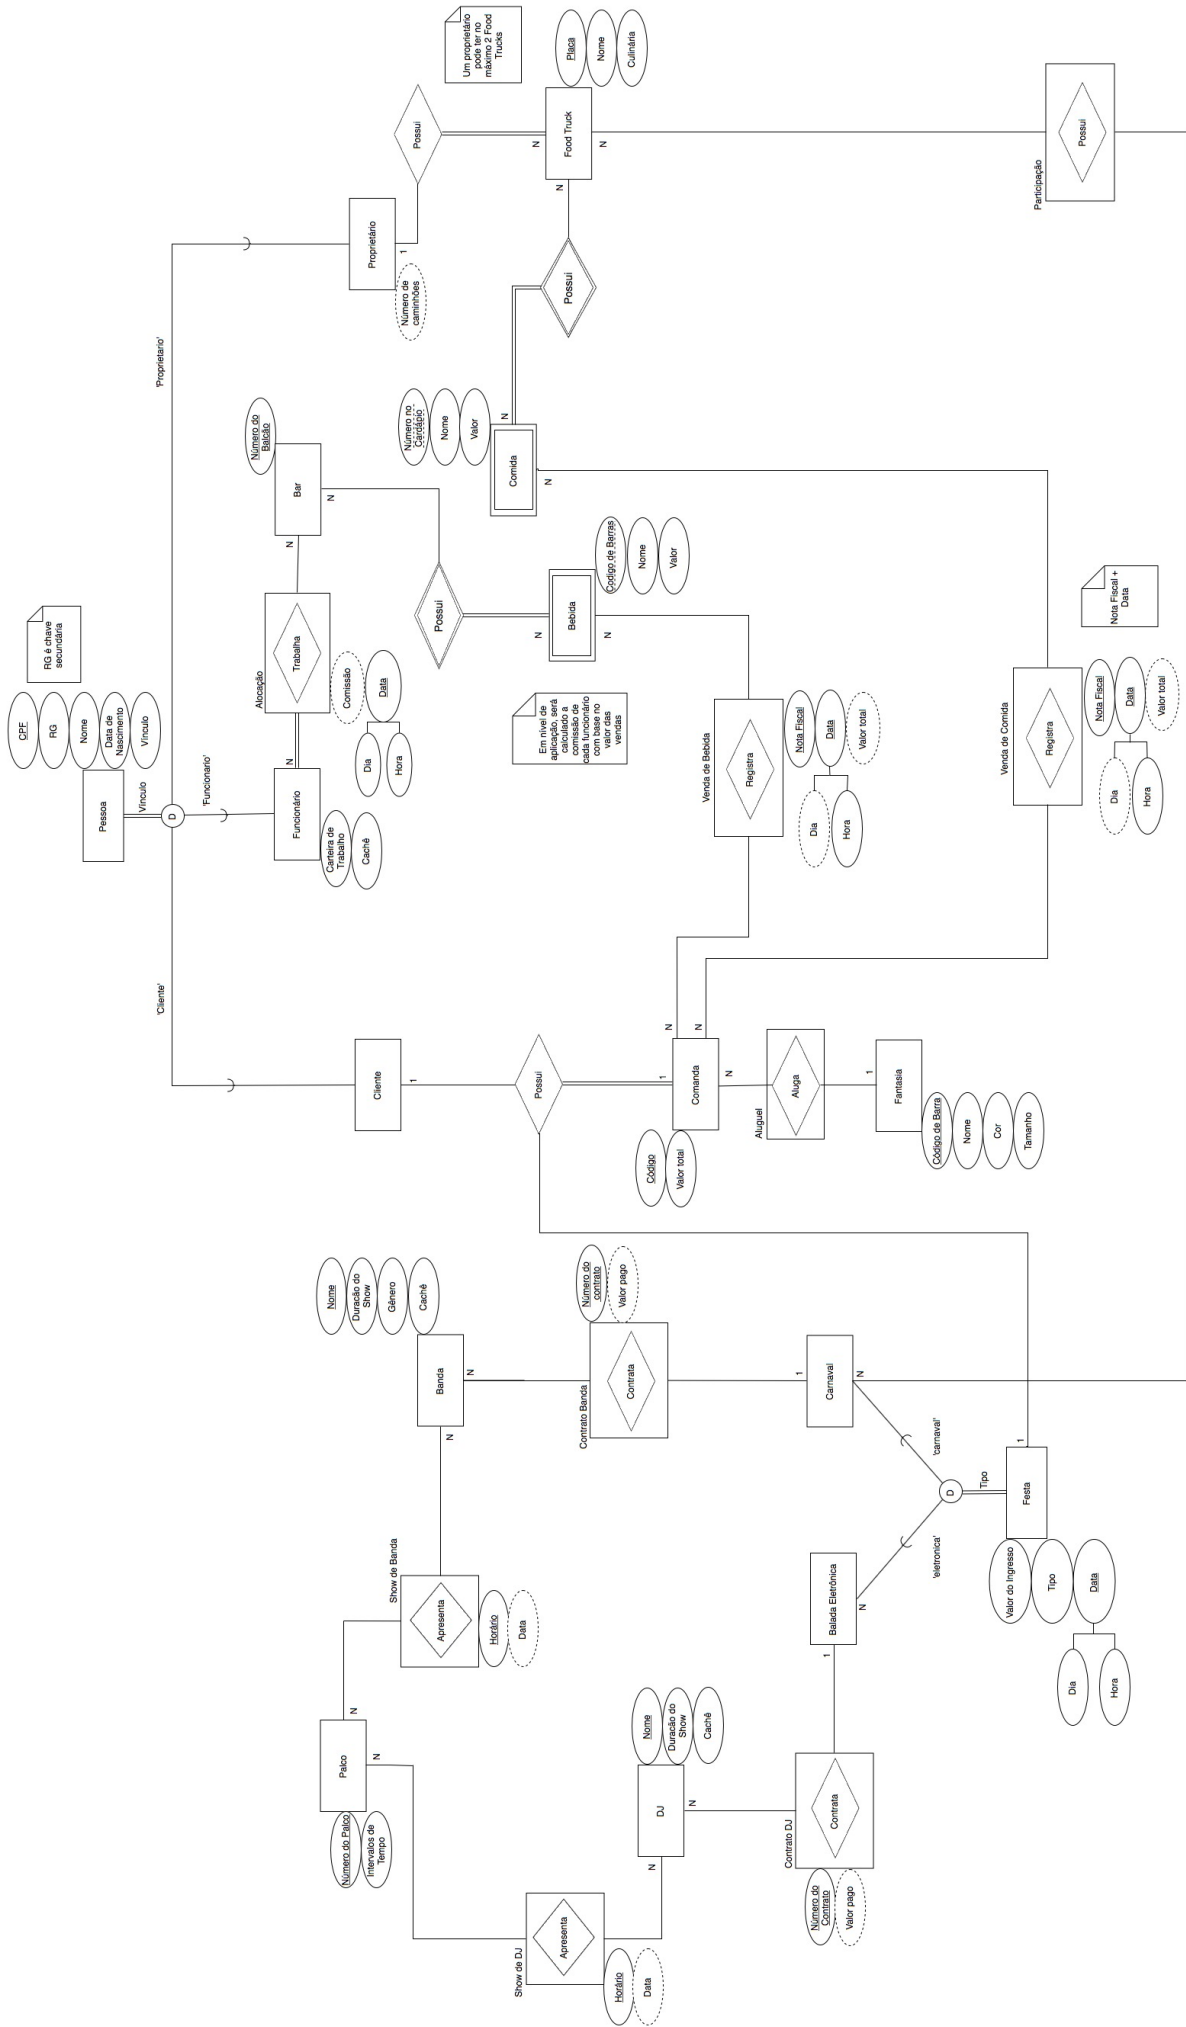 CPF
RG
Nome
Data de
Nascimento
Vínculo
RG é chave
secundária
Pessoa
Vínculo
D
'Cliente'
'Funcionario'
'Proprietario'
Funcionário
Carteira de
Trabalho
Cachê
N
Alocação
Trabalha
Comissão
Data
Dia
Hora
N
Bar
Número do
Balcão
N
Possui
N
Bebida
Codigo de Barras
Nome
Valor
N
Em nível de
aplicação, será
calculado a
comissão de
cada funcionário
com base no
valor das
vendas
Proprietário
Número de
caminhões
1
Possui
Um proprietário
pode ter no
máximo 2 Food
Trucks
N
Food Truck
Placa
Nome
Culinária
N
N
Possui
N
Comida
Número no
Cardápio
Nome
Valor
N
Participação
Possui
Venda de Bebida
Registra
Nota Fiscal
Data
Valor total
Dia
Hora
Venda de Comida
Registra
Nota Fiscal
Data
Valor total
Dia
Hora
Nota Fiscal +
Data
Cliente
1
Possui
1
Comanda
Código
Valor total
N
N
N
Aluguel
Aluga
1
Fantasia
Código de Barra
Nome
Cor
Tamanho
Banda
Nome
Duracão do
Show
Gênero
Cachê
N
N
Contrato Banda
Contrata
Número do
contrato
Valor pago
1
Carnaval
N
'carnaval'
'eletronica'
D
Tipo
1
Festa
Valor do Ingresso
Tipo
Data
Dia
Hora
Show de Banda
Apresenta
Horário
Data
N
Palco
Número do Palco
Intervalos de
Tempo
N
Show de DJ
Apresenta
Horário
Data
N
DJ
Nome
Duracão do
Show
Cachê
N
Contrato DJ
Contrata
Número do
Contrato
Valor pago
1
Balada Eletrônica
N